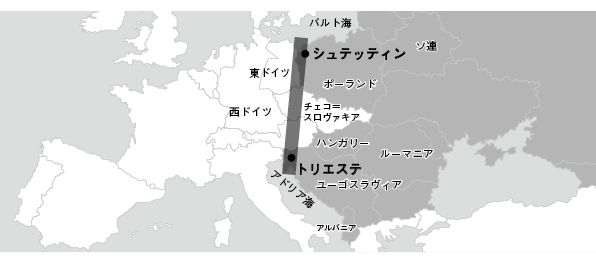 バルト海
シュテッティン
ソ連
東ドイツ
ポーランド
西ドイツ
チェコ＝
スロヴァキア
ハンガリー
ルーマニア
トリエステ
ユーゴスラヴィア
アドリア海
アルバニア